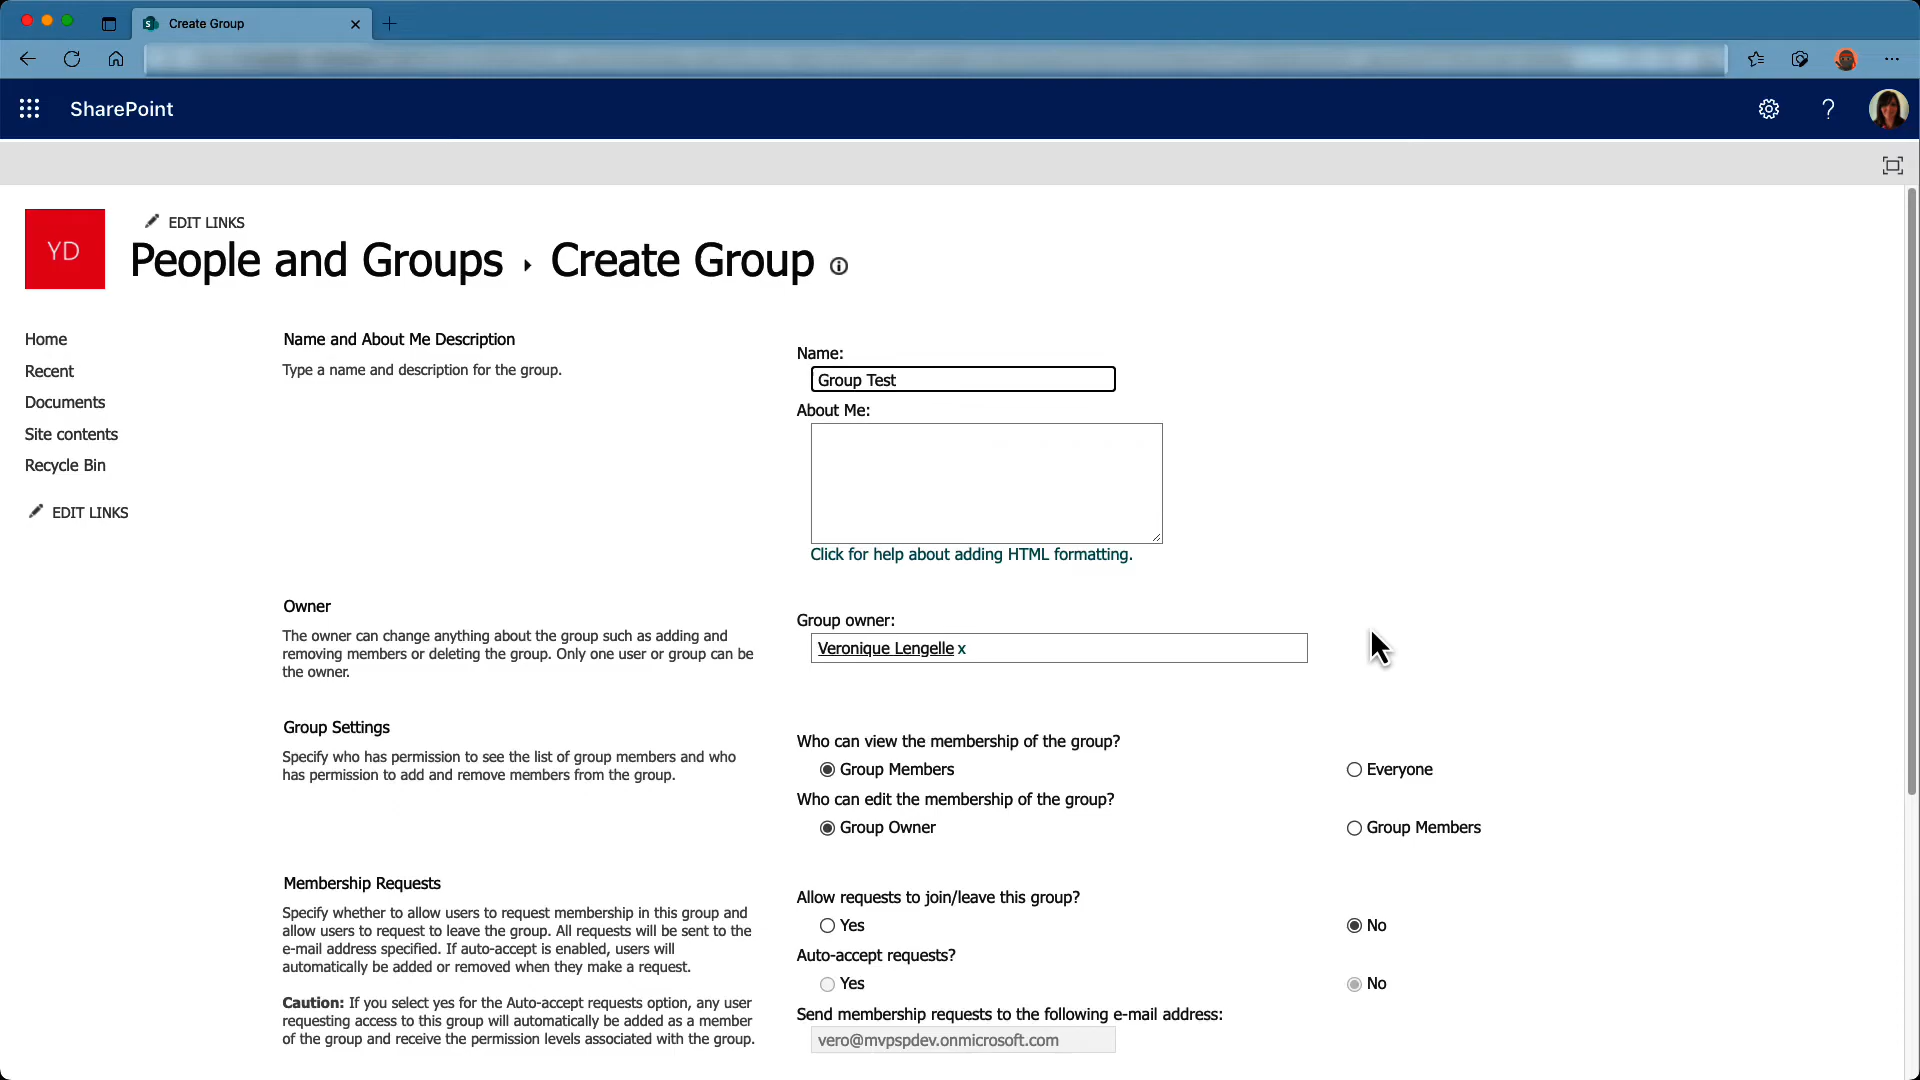 Create Group
SharePoint
YD
EDIT LINKS
People and Groups ▸ Create Group
Home
Recent
Documents
Site contents
Recycle Bin
EDIT LINKS
Name and About Me Description
Type a name and description for the group.
Name:
Group Test
About Me:
Click for help about adding HTML formatting.
Owner
The owner can change anything about the group such as adding and
removing members or deleting the group. Only one user or group can be
the owner.
Group owner:
Veronique Lengelle x
Group Settings
Specify who has permission to see the list of group members and who
has permission to add and remove members from the group.
Who can view the membership of the group?
Group Members
Everyone
Who can edit the membership of the group?
Group Owner
Group Members
Membership Requests
Specify whether to allow users to request membership in this group and
allow users to request to leave the group. All requests will be sent to the
e-mail address specified. If auto-accept is enabled, users will
automatically be added or removed when they make a request.
Caution: If you select yes for the Auto-accept requests option, any user
requesting access to this group will automatically be added as a member
of the group and receive the permission levels associated with the group.
Allow requests to join/leave this group?
Yes
No
Auto-accept requests?
Yes
No
Send membership requests to the following e-mail address:
vero@mvpspdev.onmicrosoft.com